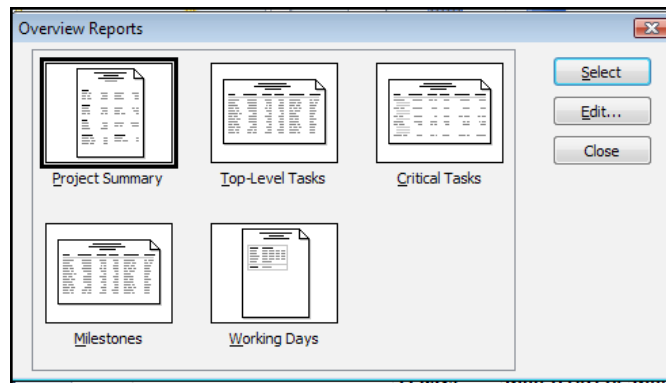 Overview Reports
Select
Edit...
Close
Project Summary
Top-Level Tasks
Critical Tasks
Milestones
Working Days